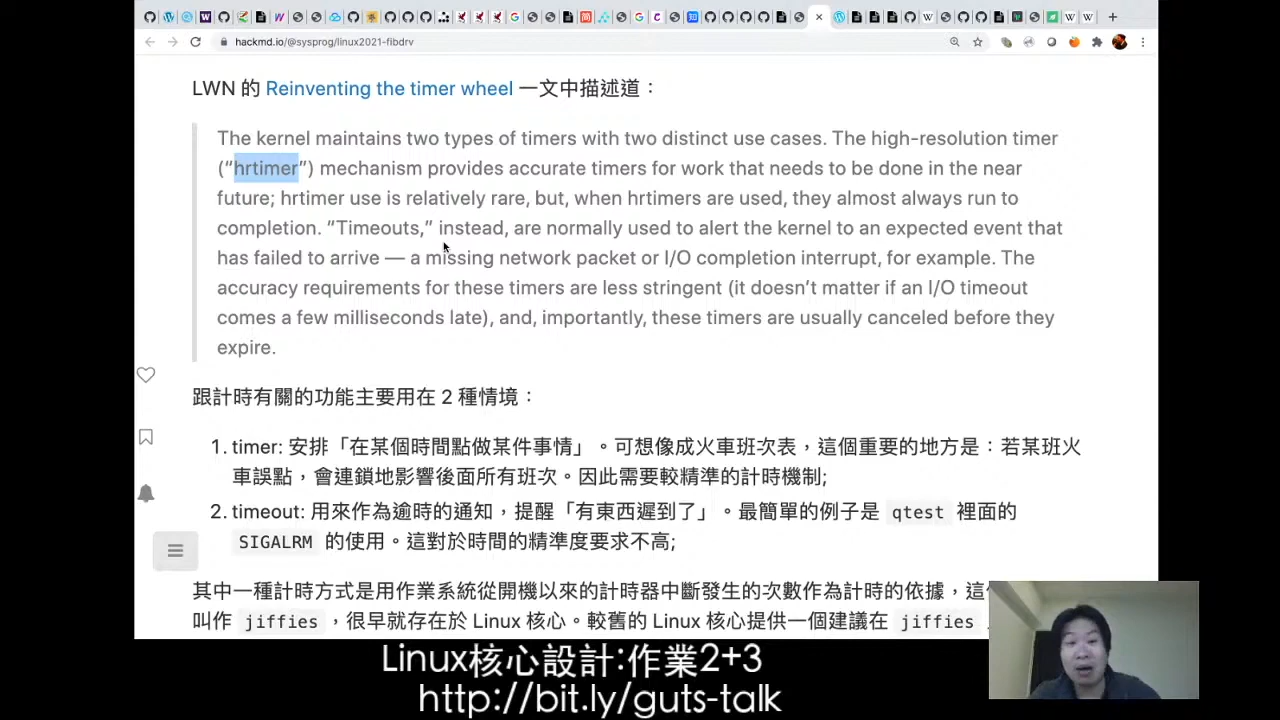 hackmd.io/@sysprog/linux2021-fibdrv
LWN 的 Reinventing the timer wheel 一文中描述道：
The kernel maintains two types of timers with two distinct use cases. The high-resolution timer
(“hrtimer”) mechanism provides accurate timers for work that needs to be done in the near
future; hrtimer use is relatively rare, but, when hrtimers are used, they almost always run to
completion. “Timeouts,” instead, are normally used to alert the kernel to an expected event that
has failed to arrive — a missing network packet or I/O completion interrupt, for example. The
accuracy requirements for these timers are less stringent (it doesn’t matter if an I/O timeout
comes a few milliseconds late), and, importantly, these timers are usually canceled before they
expire.
跟計時有關的功能主要用在 2 種情境：
1. timer: 安排「在某個時間點做某件事情」。可想像成火車班次表，這個重要的地方是：若某班火
車誤點，會連鎖地影響後面所有班次。因此需要較精準的計時機制;
2. timeout: 用來作為逾時的通知，提醒「有東西遲到了」。最簡單的例子是 qtest 裡面的
SIGALRM 的使用。這對於時間的精準度要求不高;
其中一種計時方式是用作業系統從開機以來的計時器中斷發生的次數作為計時的依據，這
叫作 jiffies ，很早就存在於 Linux 核心。較舊的 Linux 核心提供一個建議在 jiffies
Linux核心設計:作業2+3
http://bit.ly/guts-talk